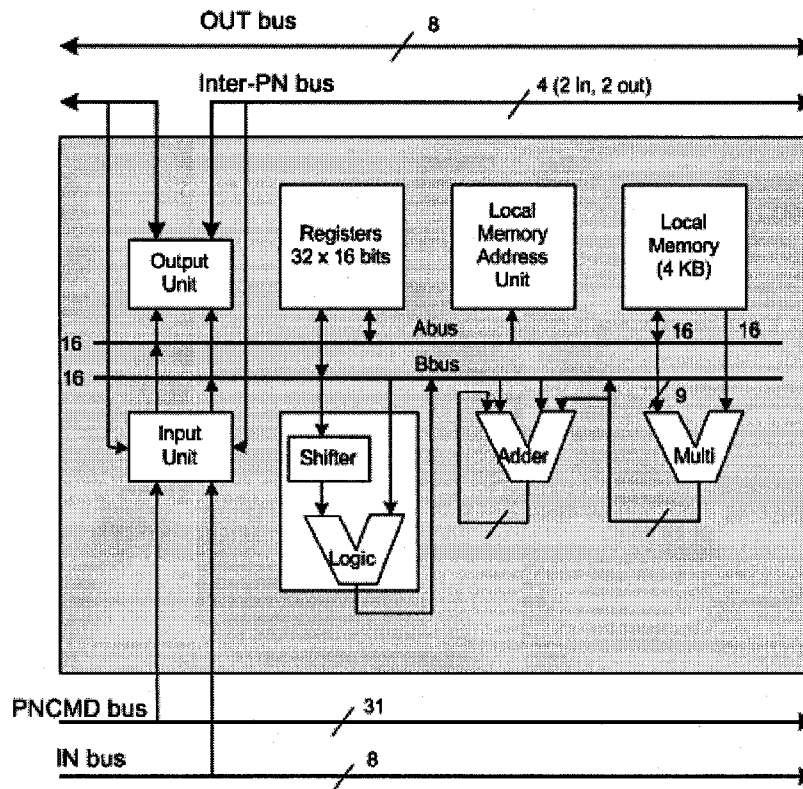 OUT bus 8
Inter-PN bus 4 (2 In, 2 out)
Output
Unit
Registers
32 x 16 bits
Local
Memory
Address
Unit
Local
Memory
(4 KB)
16 Abus 16 16
16 Bbus
9
Input
Unit
Shifter
Logic
Adder
Multi
PNCMD bus 31
IN bus 8